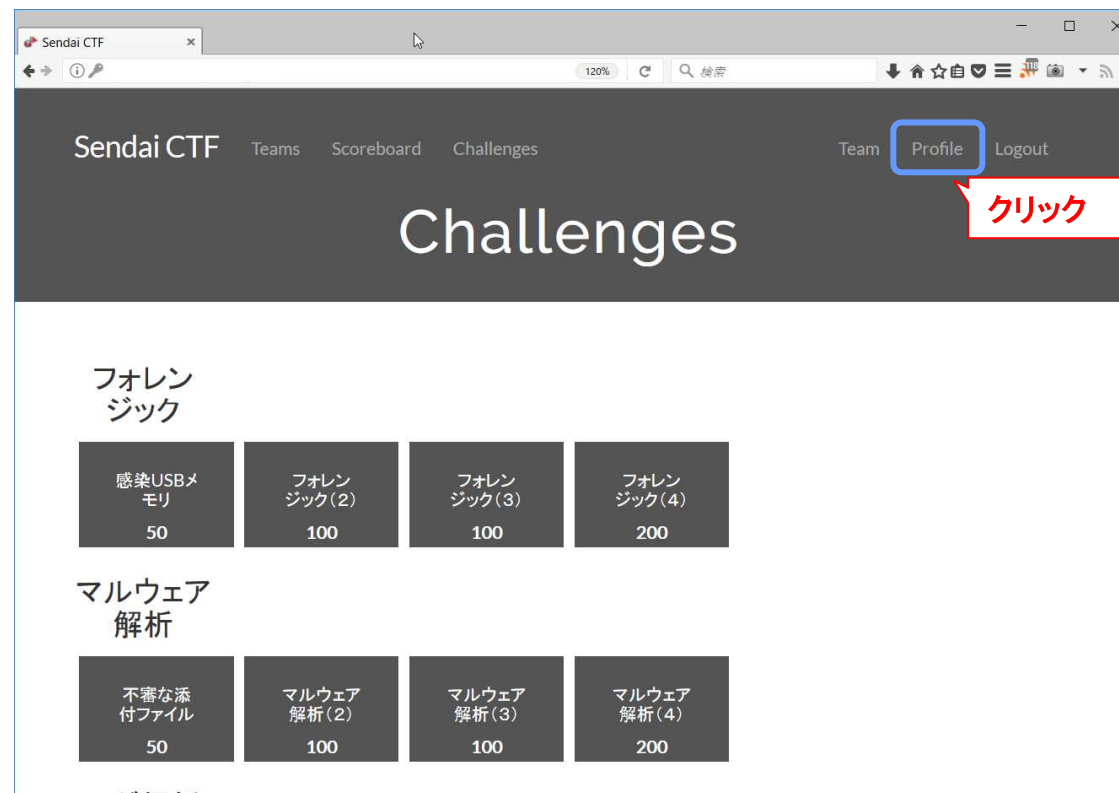 Sendai CTF
120%
検索
Sendai CTF Teams Scoreboard Challenges Team Profile Logout
クリック
Challenges
フォレン
ジック
感染USBメ
モリ
50
フォレン
ジック(2)
100
フォレン
ジック(3)
100
フォレン
ジック(4)
200
マルウェア
解析
不審な添
付ファイル
50
マルウェア
解析(2)
100
マルウェア
解析(3)
100
マルウェア
解析(4)
200